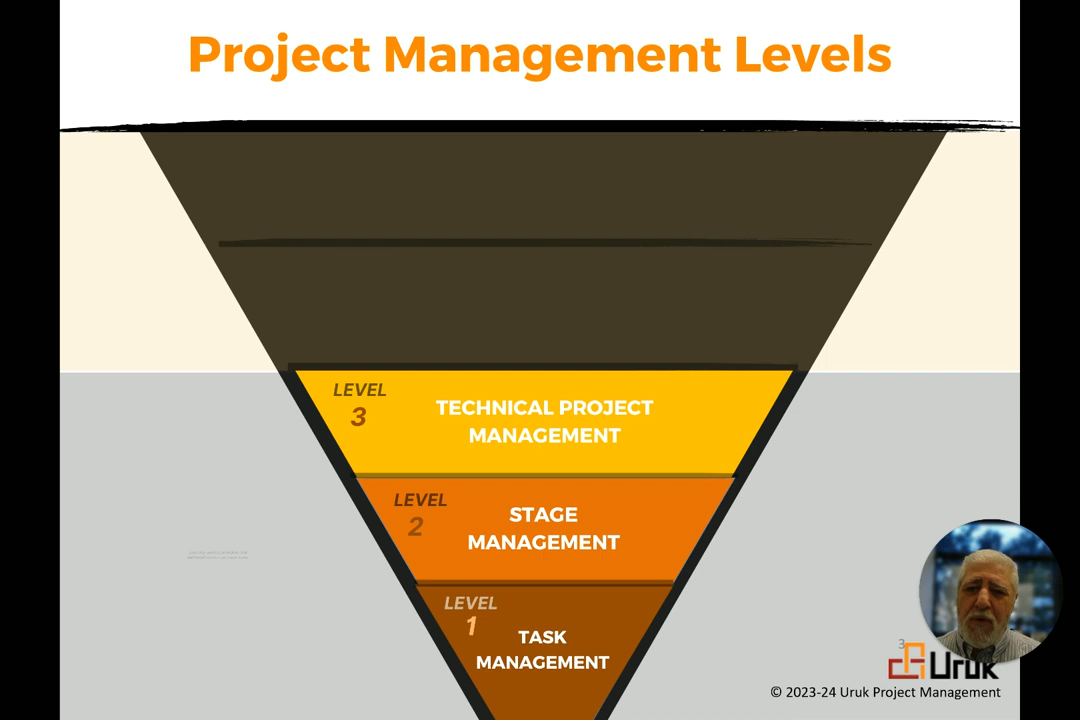 Project Management Levels
LEVEL
3
TECHNICAL PROJECT
MANAGEMENT
LEVEL
2
STAGE
MANAGEMENT
LEVEL
1
TASK
MANAGEMENT
3
Uruk
© 2023-24 Uruk Project Management